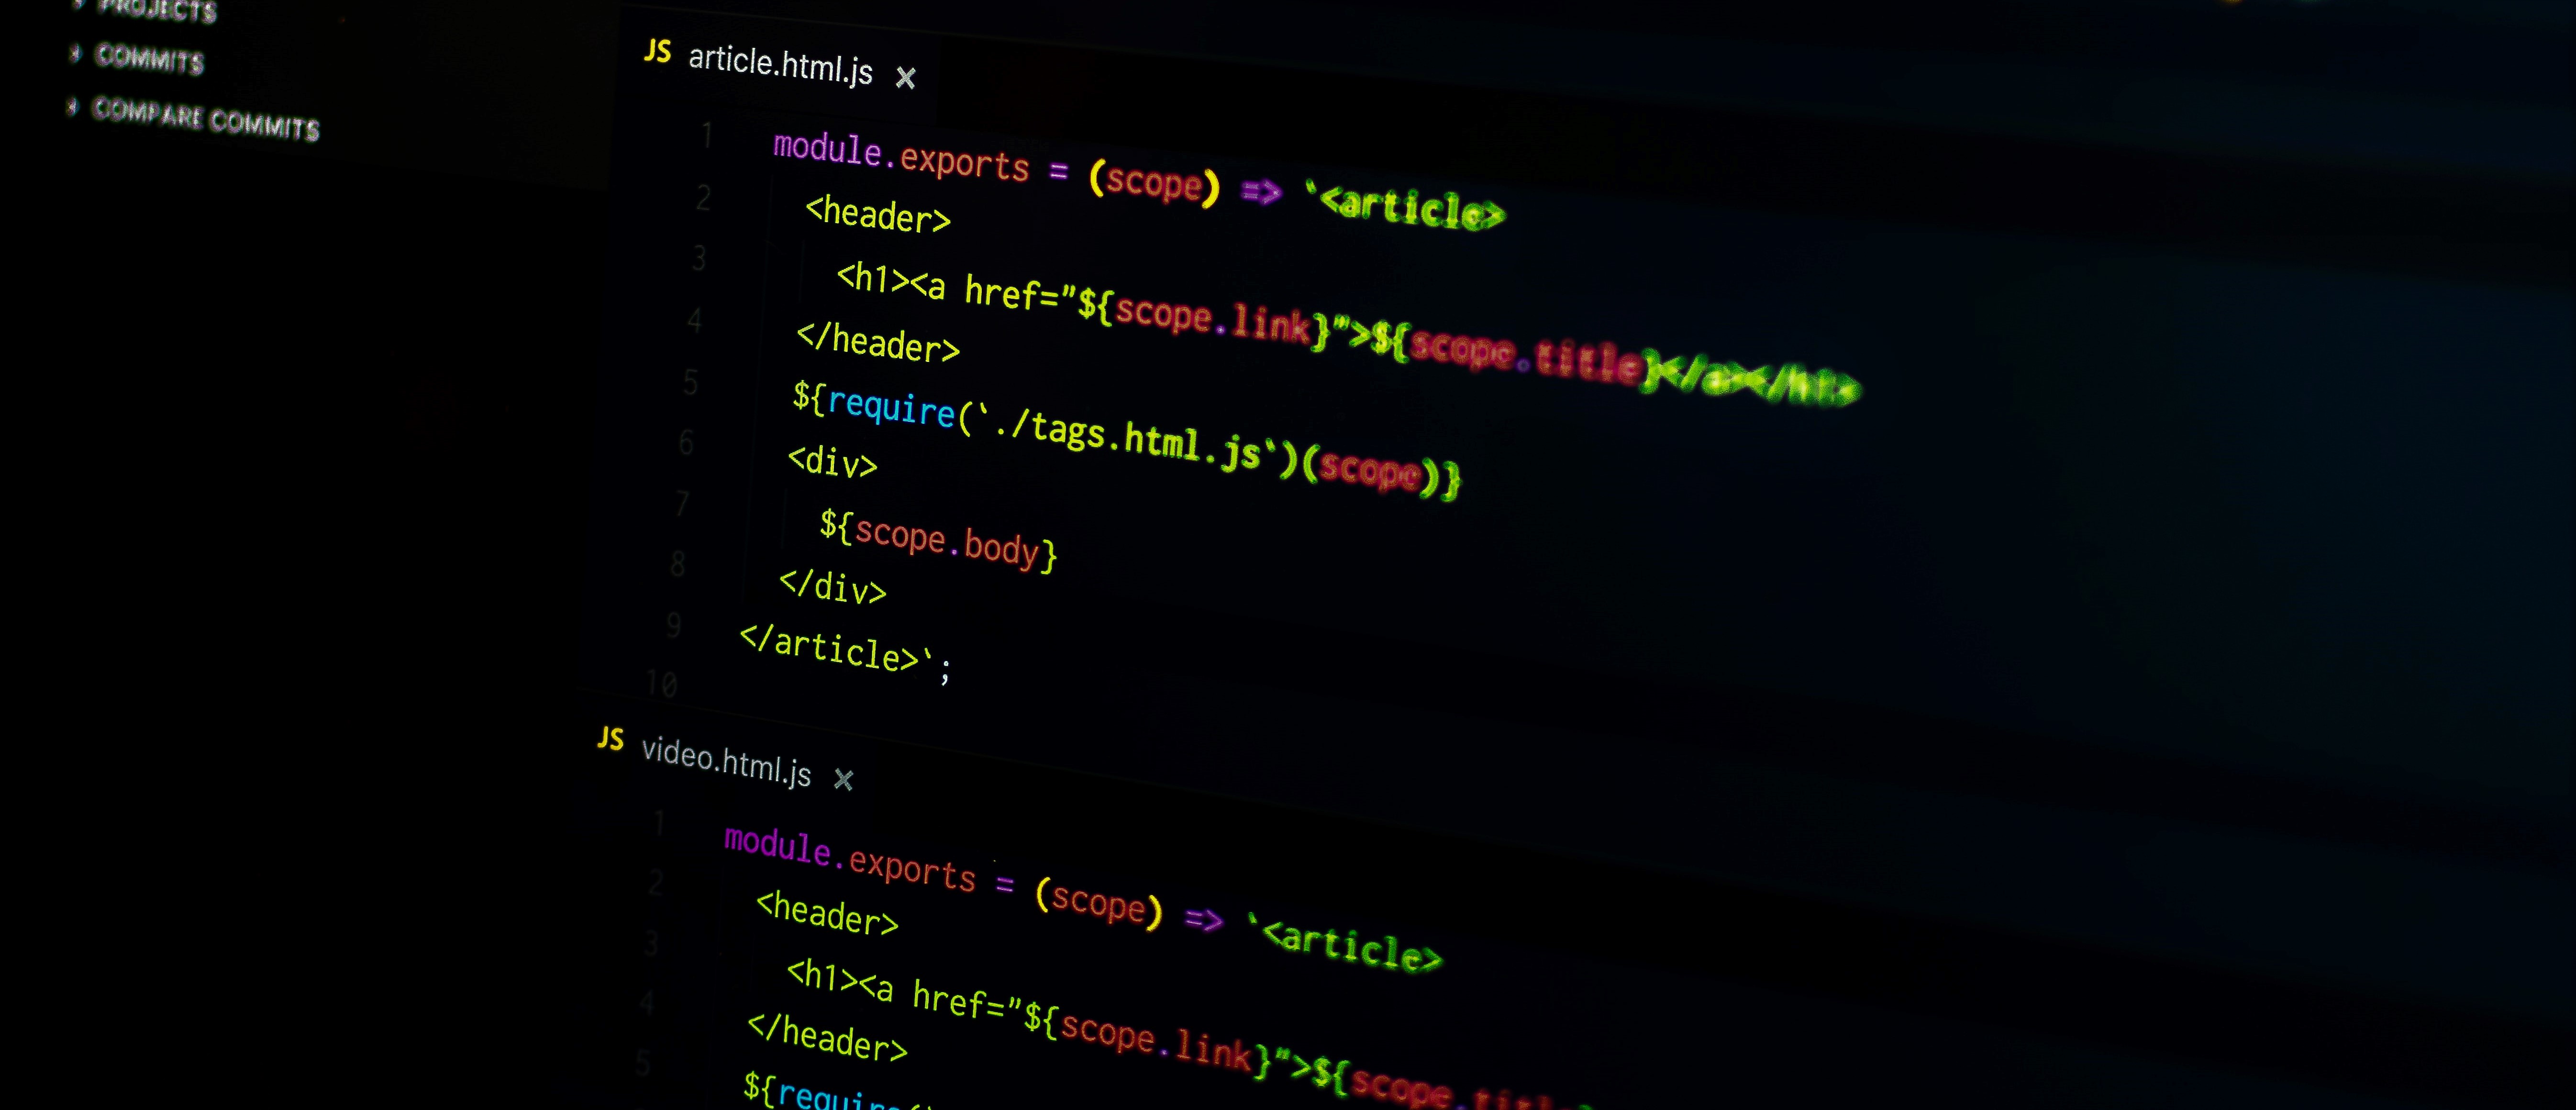 PROJECTS
COMMITS
COMPARE COMMITS
JS article.html.js ×
1 module.exports = (scope) => `<article>
2 <header>
3 <h1><a href="${scope.link}">${scope.title}</a></h1>
4 </header>
5 ${require(`./tags.html.js`)(scope)}
6 <div>
7 ${scope.body}
8 </div>
9 </article>`;
10
JS video.html.js ×
1 module.exports = (scope) => `<article>
2 <header>
3 <h1><a href="${scope.link}">${scope.title}
4 </header>
5 ${require(`